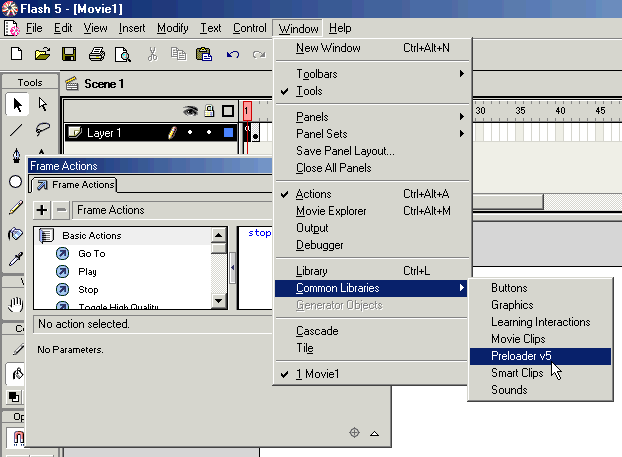 Flash 5 - [Movie1]
File Edit View Insert Modify Text Control Window Help
Tools
Scene 1
1 30 35 40 45
Layer 1
Frame Actions
Frame Actions
Frame Actions
Basic Actions
Go To
Play
Stop
Toggle High Quality
stop
No action selected.
No Parameters.
New Window Ctrl+Alt+N
Toolbars
Tools
Panels
Panel Sets
Save Panel Layout...
Close All Panels
Actions Ctrl+Alt+A
Movie Explorer Ctrl+Alt+M
Output
Debugger
Library Ctrl+L
Common Libraries
Generator Objects
Cascade
Tile
1 Movie1
Buttons
Graphics
Learning Interactions
Movie Clips
Preloader v5
Smart Clips
Sounds